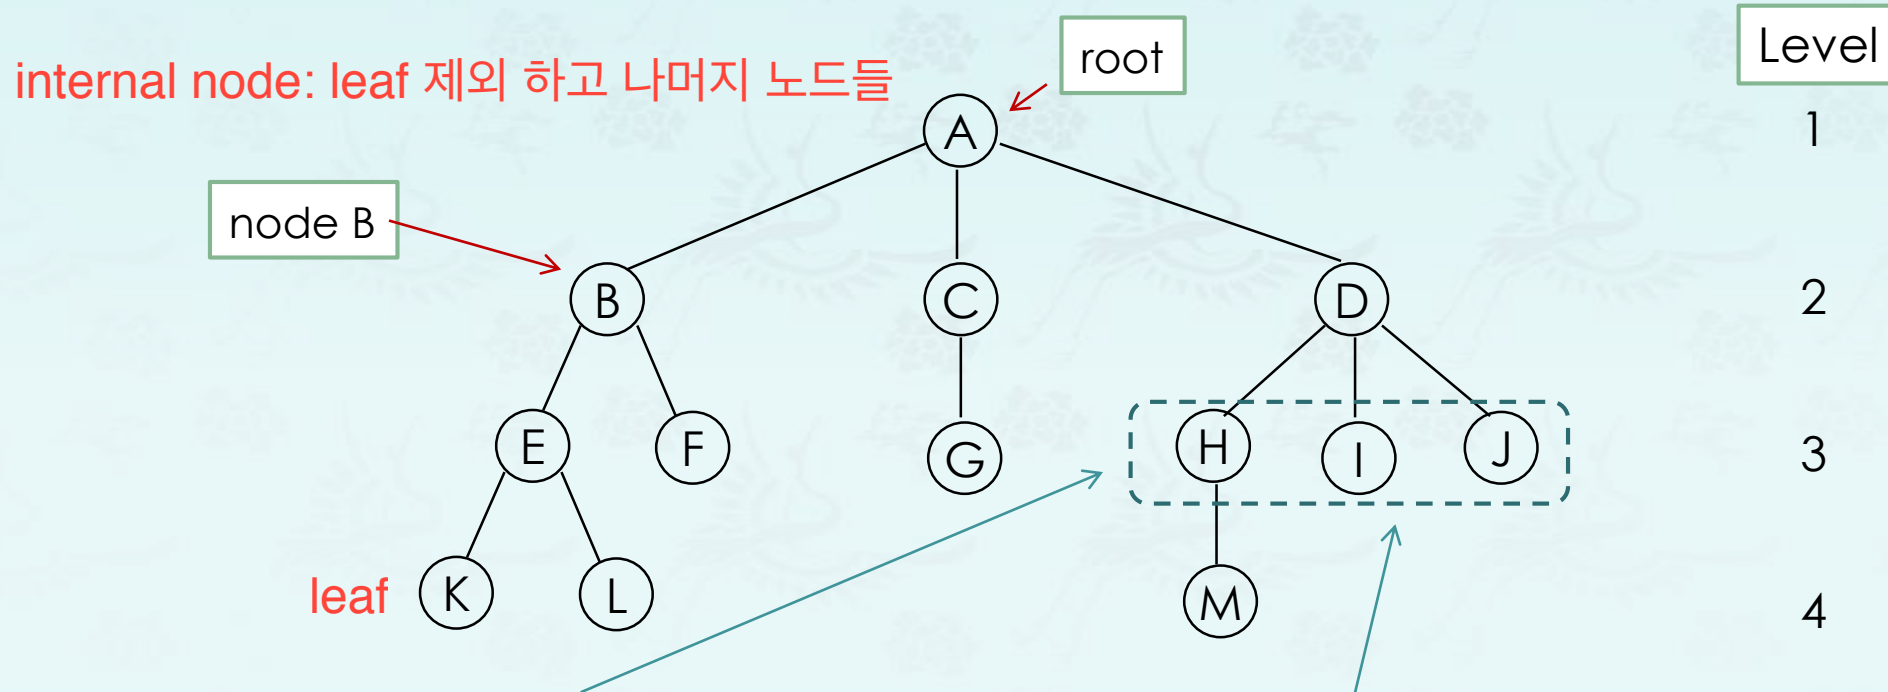 root
Level
internal node: leaf 제외 하고 나머지 노드들
A
1
node B
B
C
D
2
E
F
G
H
I
J
3
leaf
K
L
M
4